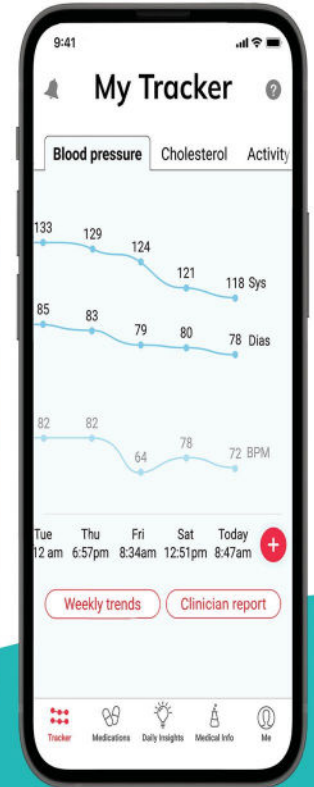 9:41
My Tracker
?
Blood pressure Cholesterol Activity
133 129 124 121 118 Sys
85 83 79 80 78 Dias
82 82 64 78 72 BPM
Tue Thu Fri Sat Today
12 am 6:57pm 8:34am 12:51pm 8:47am
+
Weekly trends Clinician report
Tracker Medications Daily Insights Medical Info Me